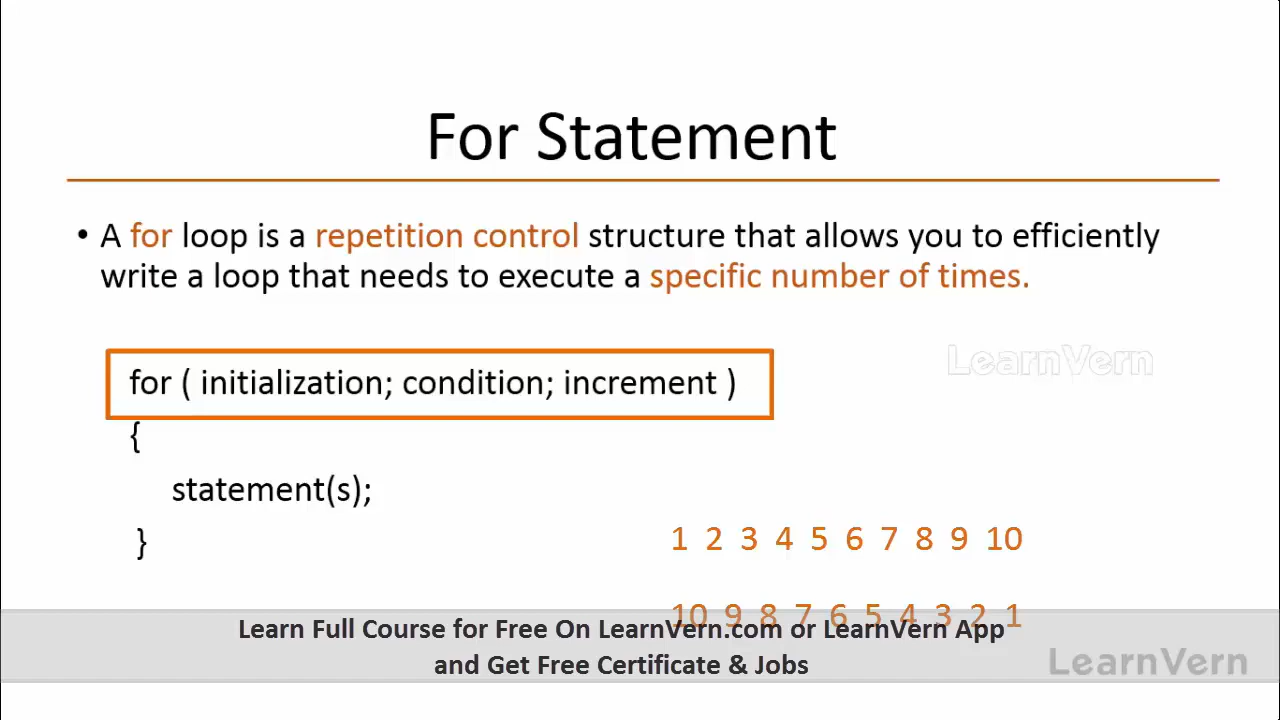 For Statement
• A for loop is a repetition control structure that allows you to efficiently
write a loop that needs to execute a specific number of times.
LearnVern
for ( initialization; condition; increment )
{
statement(s);
}
1 2 3 4 5 6 7 8 9 10
10 9 8 7 6 5 4 3 2 1
Learn Full Course for Free On LearnVern.com or LearnVern App
and Get Free Certificate & Jobs
LearnVern